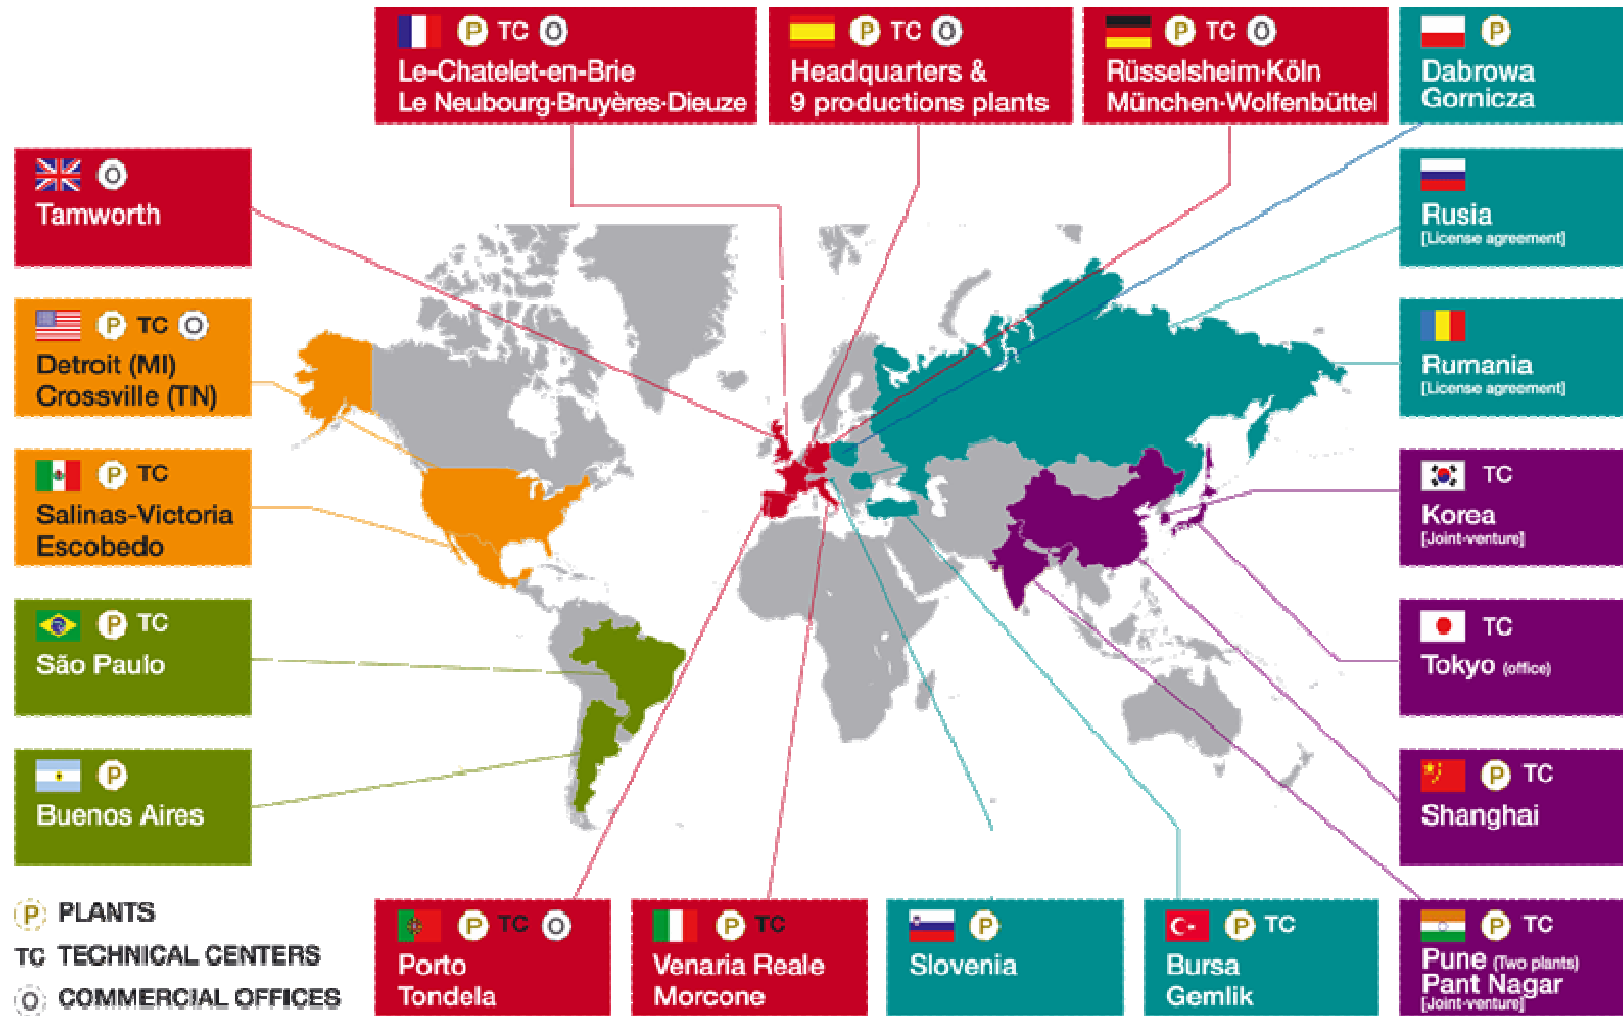 P TC O
Le-Chatelet-en-Brie
Le Neubourg·Bruyères·Dieuze
P TC O
Headquarters &
9 productions plants
P TC O
Rüsselsheim·Köln
München·Wolfenbüttel
P
Dabrowa
Gornicza
O
Tamworth
Rusia
[License agreement]
P TC O
Detroit (MI)
Crossville (TN)
Rumania
[License agreement]
P TC
Salinas-Victoria
Escobedo
TC
Korea
[Joint-venture]
P TC
São Paulo
TC
Tokyo (office)
P
Buenos Aires
P TC
Shanghai
P PLANTS
TC TECHNICAL CENTERS
O COMMERCIAL OFFICES
P TC O
Porto
Tondela
P TC
Venaria Reale
Morcone
P
Slovenia
P TC
Bursa
Gemlik
P TC
Pune (Two plants)
Pant Nagar
[Joint-venture]